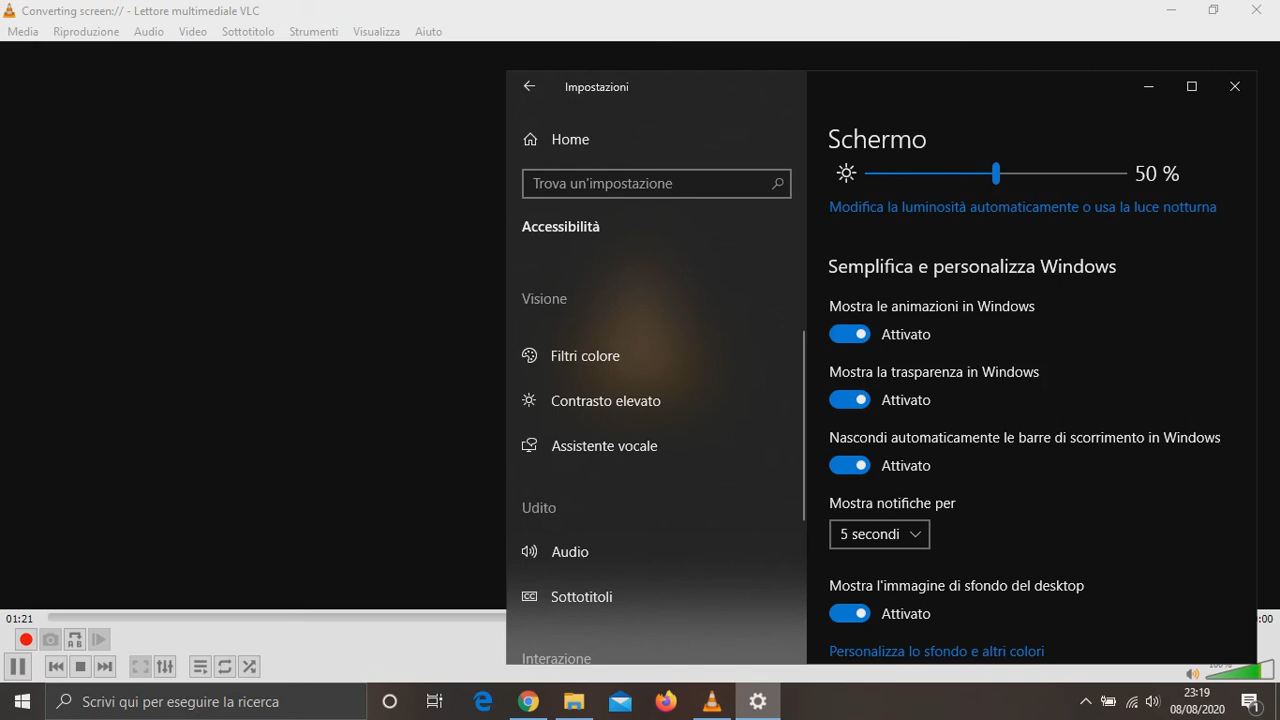 Converting screen:// - Lettore multimediale VLC
Media Riproduzione Audio Video Sottotitolo Strumenti Visualizza Aiuto
Impostazioni
Home
Trova un'impostazione
Accessibilità
Visione
Filtri colore
Contrasto elevato
Assistente vocale
Udito
Audio
Sottotitoli
Interazione
Schermo
50 %
Modifica la luminosità automaticamente o usa la luce notturna
Semplifica e personalizza Windows
Mostra le animazioni in Windows
Attivato
Mostra la trasparenza in Windows
Attivato
Nascondi automaticamente le barre di scorrimento in Windows
Attivato
Mostra notifiche per
5 secondi
Mostra l'immagine di sfondo del desktop
Attivato
Personalizza lo sfondo e altri colori
01:21
:00
A B
100%
Scrivi qui per eseguire la ricerca
23:19
08/08/2020
1